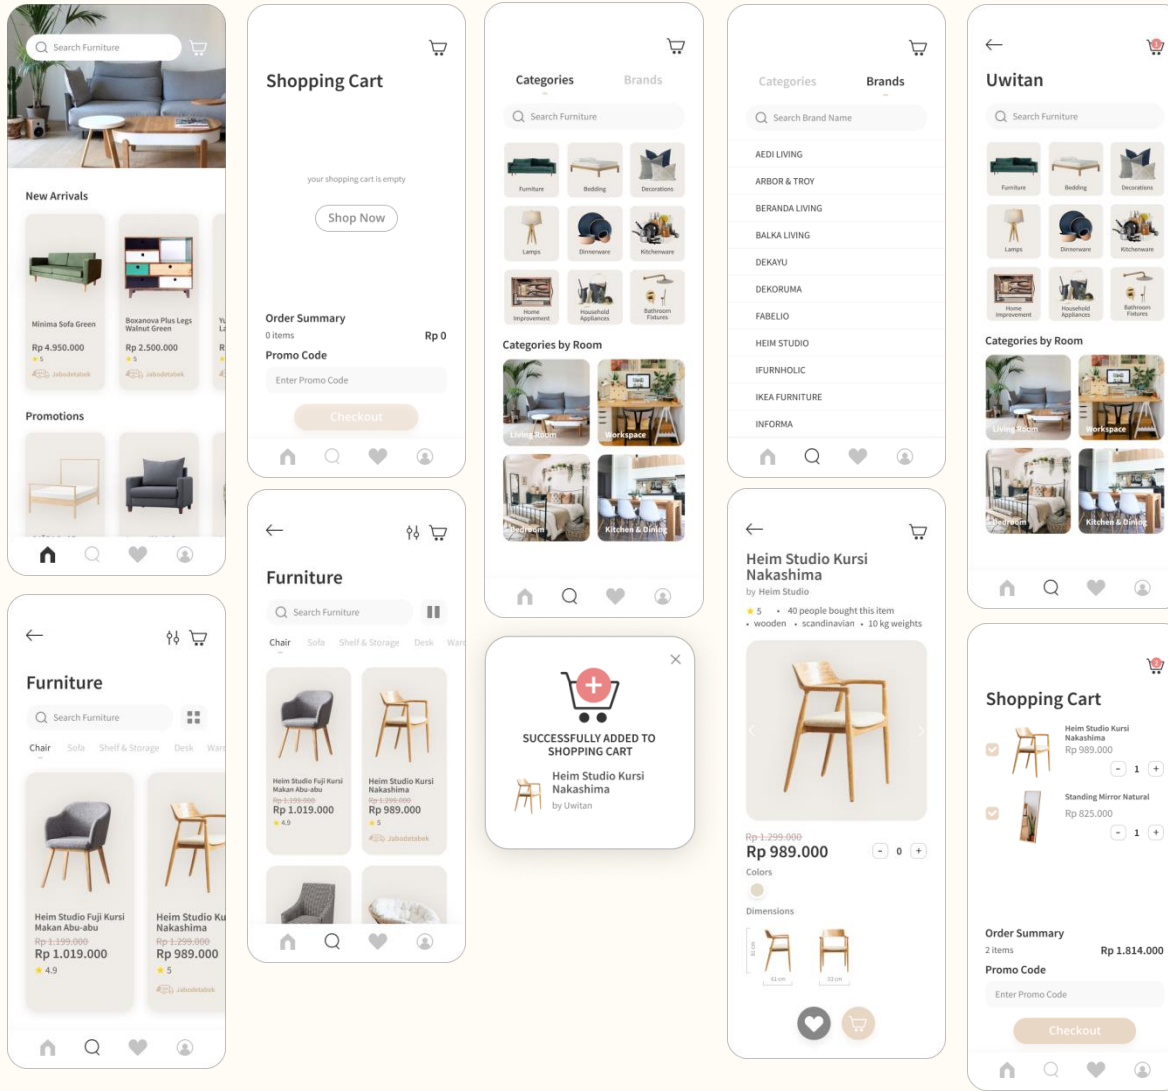 Search Furniture
New Arrivals
Minima Sofa Green
Rp 4.950.000
5
Jabodetabek
Boxanova Plus Legs
Walnut Green
Rp 2.500.000
5
Jabodetabek
Promotions
Furniture
Search Furniture
Chair Sofa Shelf & Storage Desk Ward
Heim Studio Fuji Kursi
Makan Abu-abu
Rp 1.199.000
Rp 1.019.000
4.9
Heim Studio Ku
Nakashima
Rp 1.299.000
Rp 989.000
5
Jabodetabek
Shopping Cart
your shopping cart is empty
Shop Now
Order Summary
0 items Rp 0
Promo Code
Enter Promo Code
Checkout
Furniture
Search Furniture
Chair Sofa Shelf & Storage Desk Ward
Heim Studio Fuji Kursi
Makan Abu-abu
Rp 1.199.000
Rp 1.019.000
4.9
Heim Studio Kursi
Nakashima
Rp 1.299.000
Rp 989.000
5
Jabodetabek
Categories Brands
Search Furniture
Furniture Bedding Decorations
Lamps Dinnerware Kitchenware
Home
Improvement
Household
Appliances
Bathroom
Fixtures
Categories by Room
Living Room Workspace
Bedroom Kitchen & Dining
SUCCESSFULLY ADDED TO
SHOPPING CART
Heim Studio Kursi
Nakashima
by Uwitan
Categories Brands
Search Brand Name
AEDI LIVING
ARBOR & TROY
BERANDA LIVING
BALKA LIVING
DEKAYU
DEKORUMA
FABELIO
HEIM STUDIO
IFURNHOLIC
IKEA FURNITURE
INFORMA
Heim Studio Kursi
Nakashima
by Heim Studio
5 • 40 people bought this item
• wooden • scandinavian • 10 kg weights
Rp 1.299.000
Rp 989.000
- 0 +
Colors
Dimensions
61 cm
53 cm
Uwitan
Search Furniture
Furniture Bedding Decorations
Lamps Dinnerware Kitchenware
Home
Improvement
Household
Appliances
Bathroom
Fixtures
Categories by Room
Living Room Workspace
Bedroom Kitchen & Dining
Shopping Cart
Heim Studio Kursi
Nakashima
Rp 989.000
- 1 +
Standing Mirror Natural
Rp 825.000
- 1 +
Order Summary
2 items Rp 1.814.000
Promo Code
Enter Promo Code
Checkout